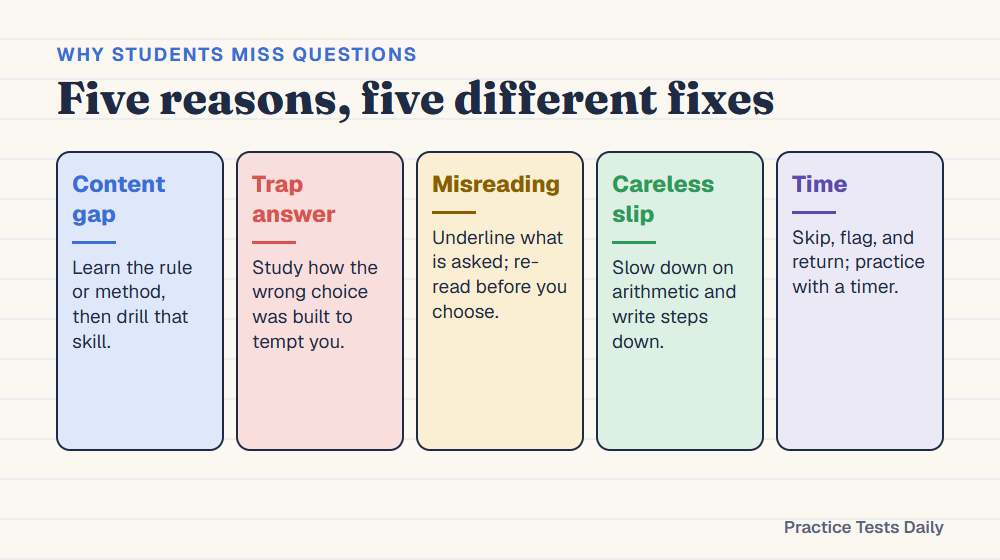 WHY STUDENTS MISS QUESTIONS
Five reasons, five different fixes
Content
gap
Learn the rule
or method,
then drill that
skill.
Trap
answer
Study how the
wrong choice
was built to
tempt you.
Misreading
Underline what
is asked; re-
read before you
choose.
Careless
slip
Slow down on
arithmetic and
write steps
down.
Time
Skip, flag, and
return; practice
with a timer.
Practice Tests Daily